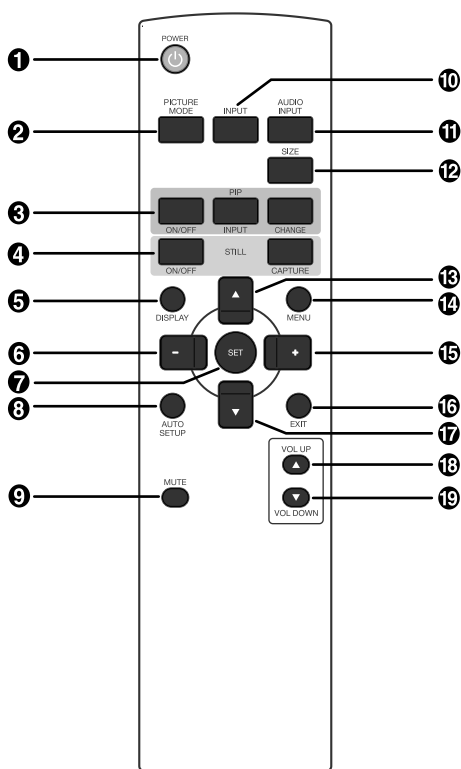 POWER
1
10
PICTURE MODE
INPUT
AUDIO INPUT
2
11
SIZE
12
PIP
3
ON/OFF
INPUT
CHANGE
4
STILL
ON/OFF
CAPTURE
13
5
14
DISPLAY
MENU
6
-
SET
+
15
7
8
16
AUTO SETUP
EXIT
17
VOL UP
18
MUTE
9
19
VOL DOWN